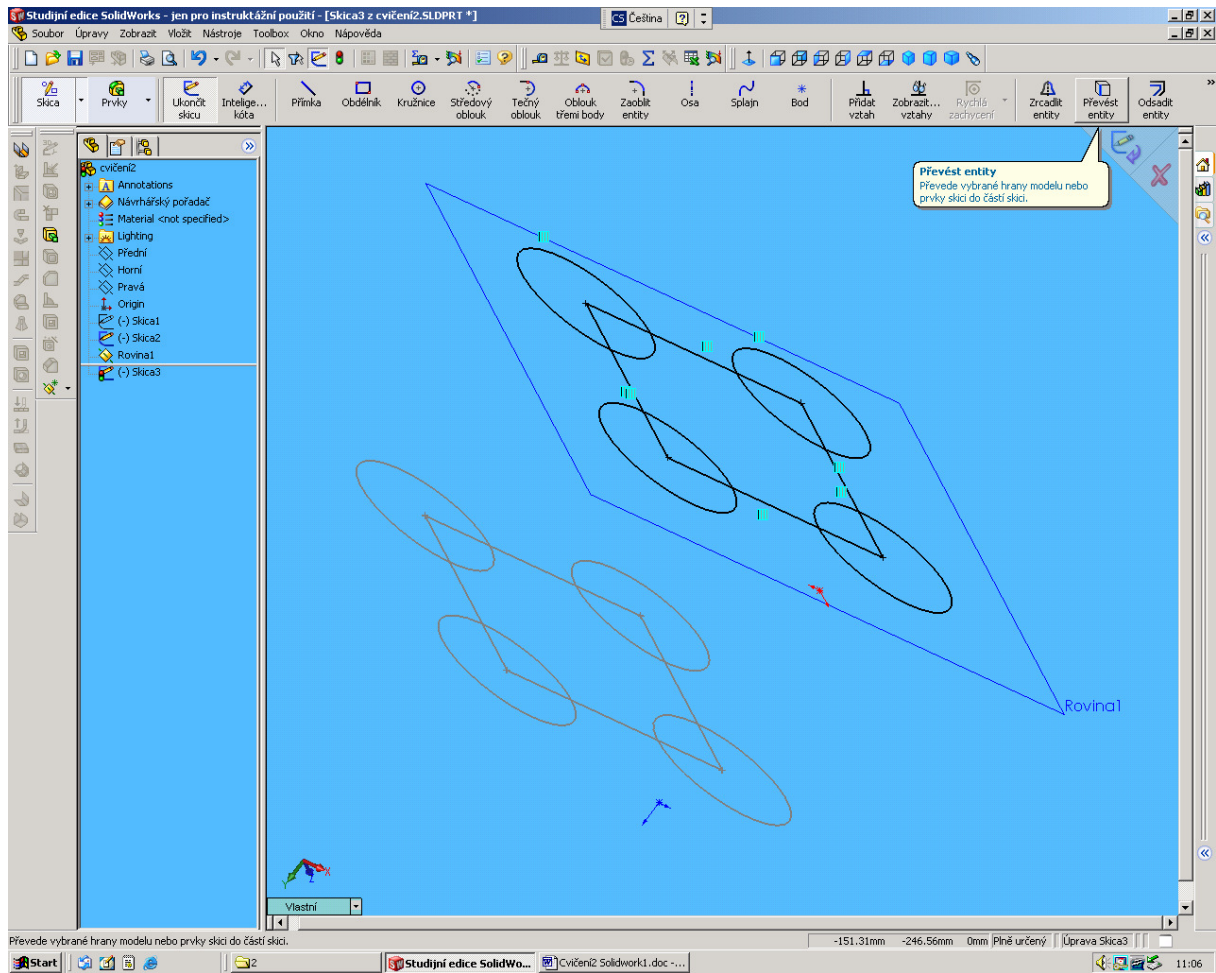 Studijní edice SolidWorks - jen pro instruktážní použití - [Skica3 z cvičení2.SLDPRT *]
CS Čeština
Soubor Úpravy Zobrazit Vložit Nástroje Toolbox Okno Nápověda
Skica
Prvky
Ukončit skicu
Intelige... kóta
Přímka
Obdélník
Kružnice
Středový oblouk
Tečný oblouk
Oblouk třemi body
Zaoblit entity
Osa
Splajn
Bod
Přidat vztah
Zobrazit... vztahy
Rychlá zachycení
Zrcadlit entity
Převést entity
Odsadit entity
Převést entity
Převede vybrané hrany modelu nebo
prvky skici do částí skici.
cvičení2
Annotations
Návrhářský pořadač
Material <not specified>
Lighting
Přední
Horní
Pravá
Origin
(-) Skica1
(-) Skica2
Rovina1
(-) Skica3
Rovina1
X
Y
Z
Vlastní
Převede vybrané hrany modelu nebo prvky skici do částí skici.
-151.31mm -246.56mm 0mm Plně určený Úprava Skica3
Start
2
Studijní edice SolidWo...
Cvičení2 Solidwork1.doc -...
11:06